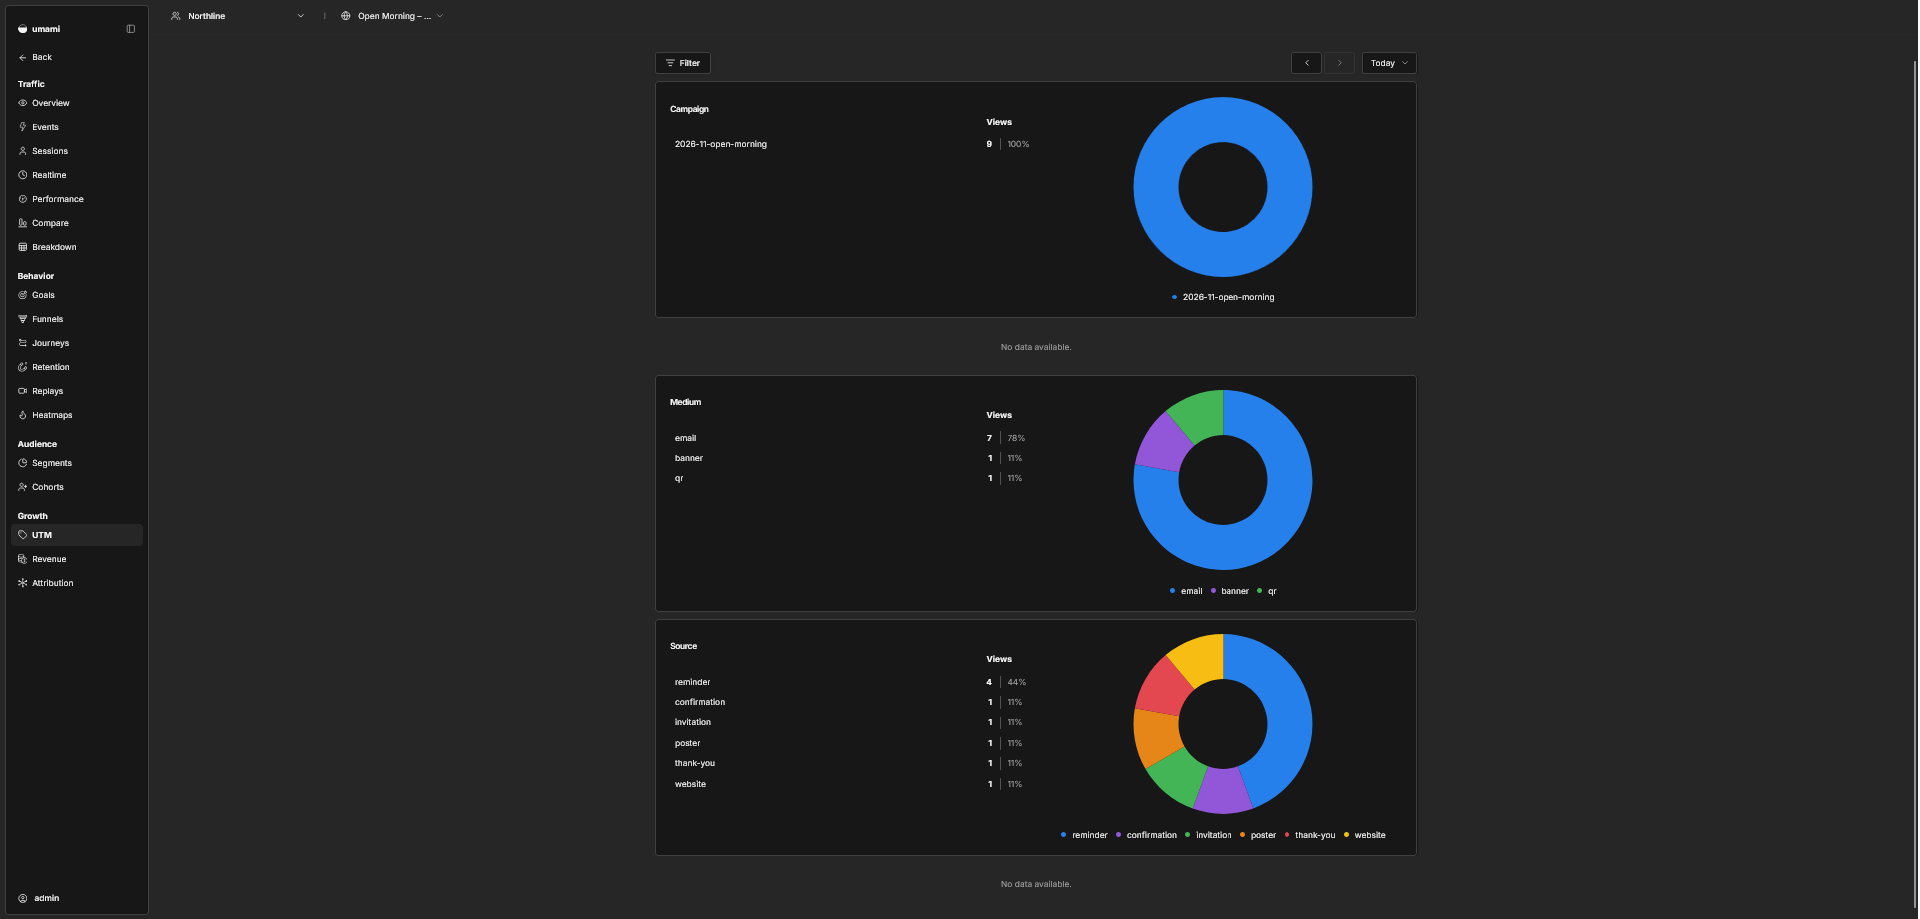 umami
Back
Traffic
Overview
Events
Sessions
Realtime
Performance
Compare
Breakdown
Behavior
Goals
Funnels
Journeys
Retention
Replays
Heatmaps
Audience
Segments
Cohorts
Growth
UTM
Revenue
Attribution
admin
Northline | Open Morning – ...
Filter
Today
Campaign
Views
2026-11-open-morning 9 100%
2026-11-open-morning
No data available.
Medium
Views
email 7 78%
banner 1 11%
qr 1 11%
email banner qr
Source
Views
reminder 4 44%
confirmation 1 11%
invitation 1 11%
poster 1 11%
thank-you 1 11%
website 1 11%
reminder confirmation invitation poster thank-you website
No data available.